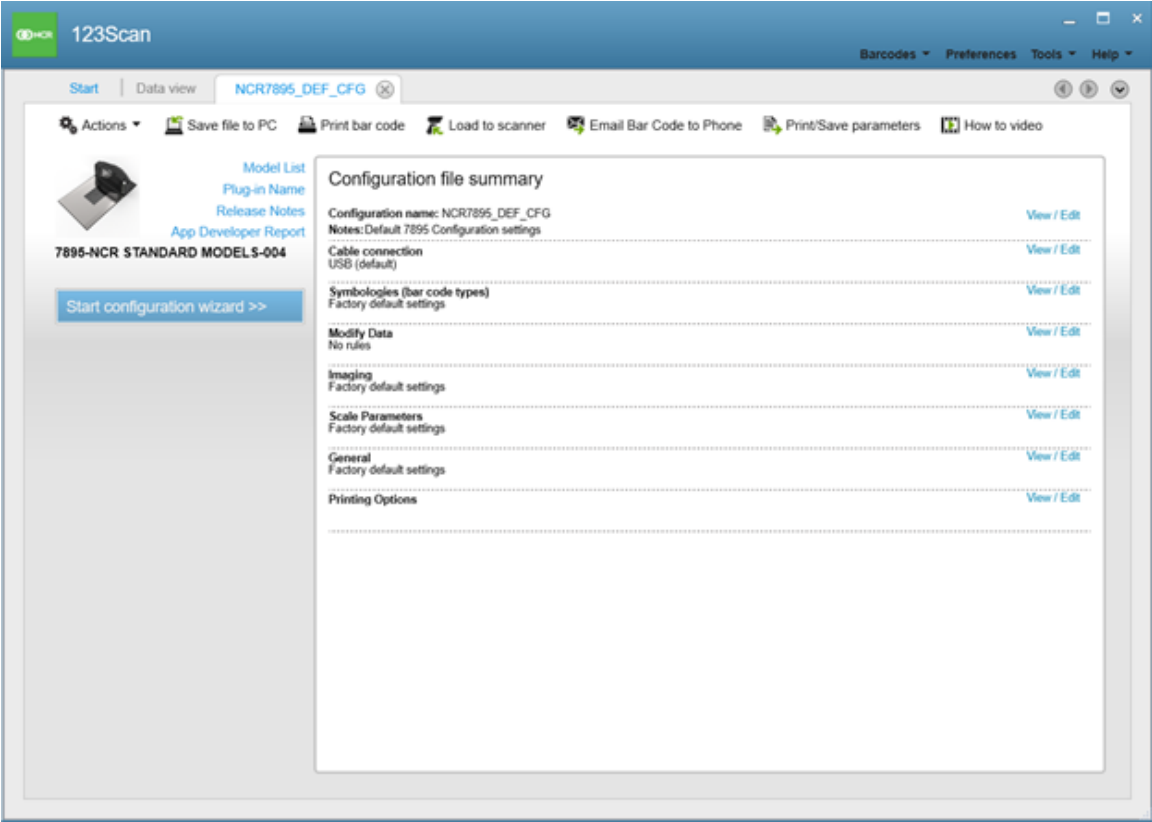 NCR 123Scan
Barcodes Preferences Tools Help
Start Data view NCR7895_DEF_CFG
Actions Save file to PC Print bar code Load to scanner Email Bar Code to Phone Print/Save parameters How to video
Model List
Plug-in Name
Release Notes
App Developer Report
7895-NCR STANDARD MODELS-004
Start configuration wizard >>
Configuration file summary
Configuration name: NCR7895_DEF_CFG View / Edit
Notes:Default 7895 Configuration settings
Cable connection View / Edit
USB (default)
Symbologies (bar code types) View / Edit
Factory default settings
Modify Data View / Edit
No rules
Imaging View / Edit
Factory default settings
Scale Parameters View / Edit
Factory default settings
General View / Edit
Factory default settings
Printing Options View / Edit